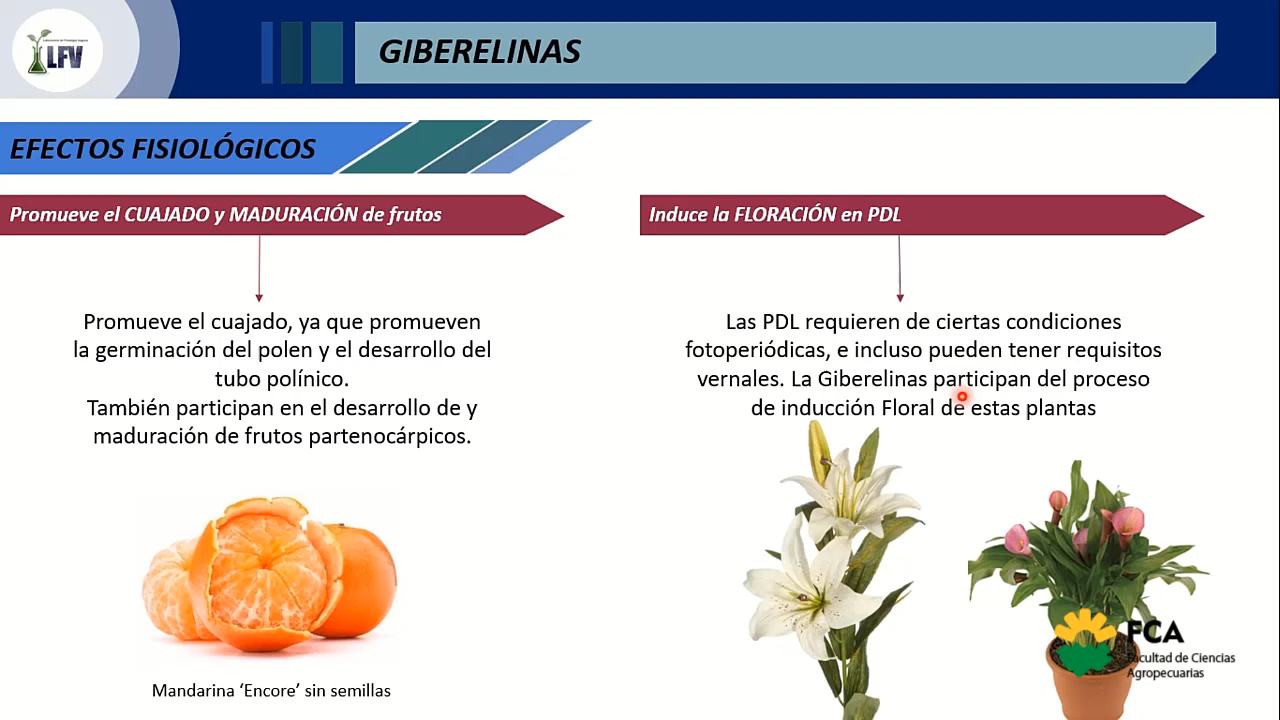 LFV
GIBERELINAS
EFECTOS FISIOLÓGICOS
Promueve el CUAJADO y MADURACIÓN de frutos
Promueve el cuajado, ya que promueven
la germinación del polen y el desarrollo del
tubo polínico.
También participan en el desarrollo de y
maduración de frutos partenocárpicos.
Mandarina ‘Encore’ sin semillas
Induce la FLORACIÓN en PDL
Las PDL requieren de ciertas condiciones
fotoperiódicas, e incluso pueden tener requisitos
vernales. La Giberelinas participan del proceso
de inducción Floral de estas plantas
FCA
Facultad de Ciencias
Agropecuarias